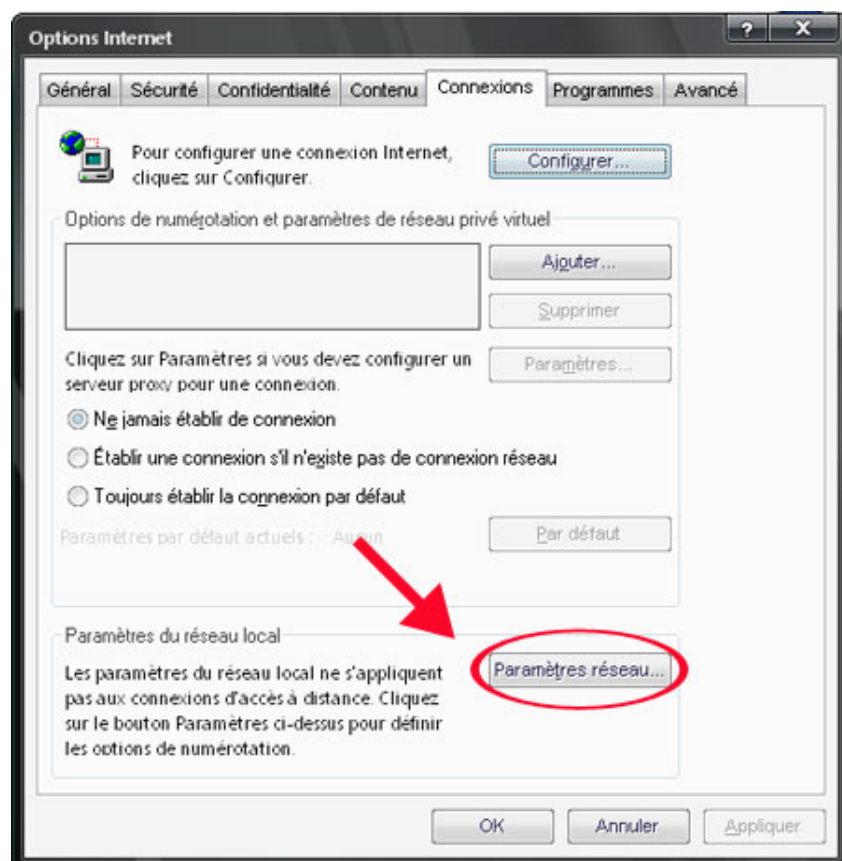 Options Internet
? X
Général Sécurité Confidentialité Contenu Connexions Programmes Avancé
Pour configurer une connexion Internet,
cliquez sur Configurer.
Configurer...
Options de numérotation et paramètres de réseau privé virtuel
Ajouter...
Supprimer
Cliquez sur Paramètres si vous devez configurer un
serveur proxy pour une connexion.
Paramètres...
Ne jamais établir de connexion
Établir une connexion s'il n'existe pas de connexion réseau
Toujours établir la connexion par défaut
Paramètres par défaut actuels : Aucun
Par défaut
Paramètres du réseau local
Les paramètres du réseau local ne s'appliquent
pas aux connexions d'accès à distance. Cliquez
sur le bouton Paramètres ci-dessus pour définir
les options de numérotation.
Paramètres réseau...
OK Annuler Appliquer